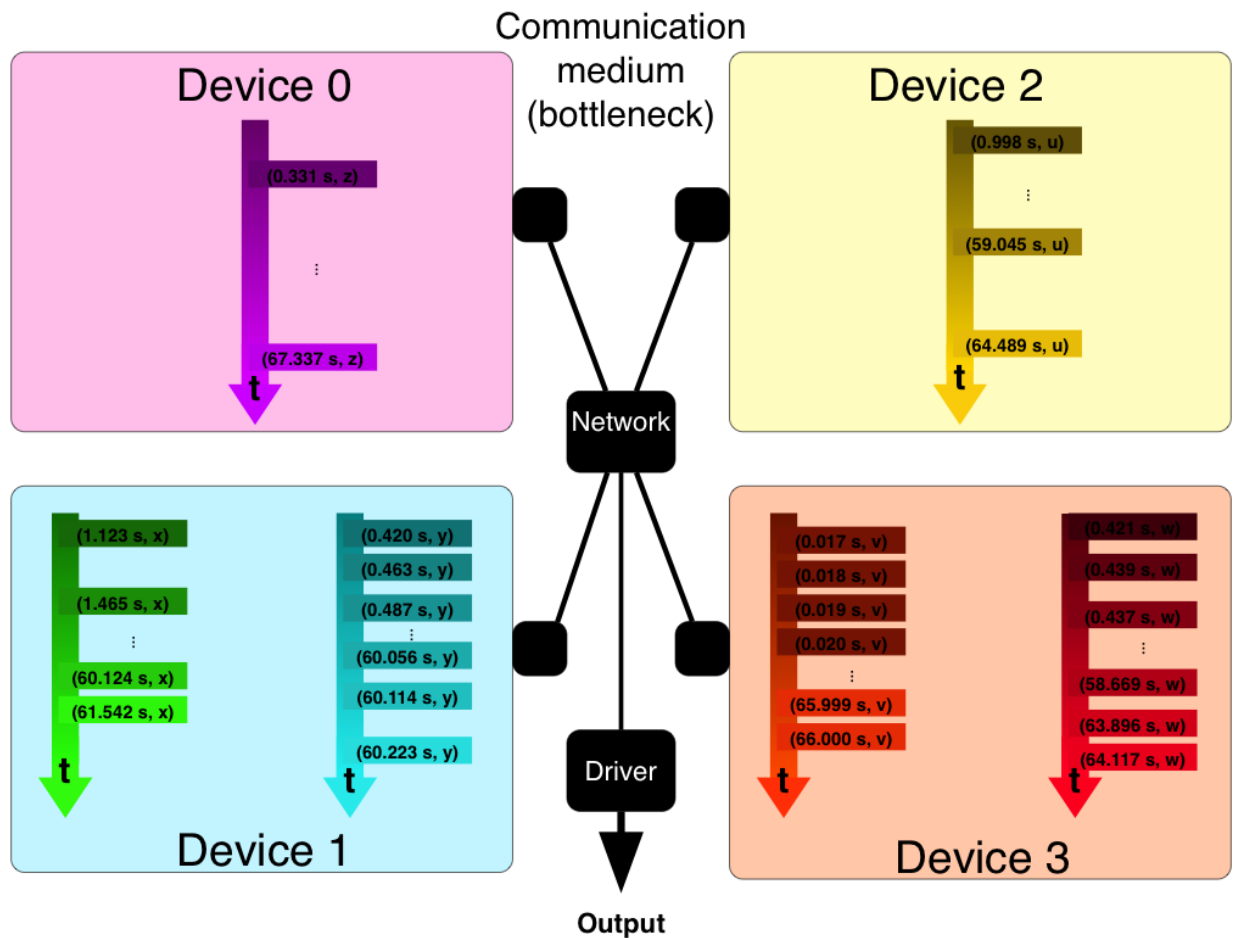 Communication
medium
(bottleneck)
Device 0
(0.331 s, z)
...
(67.337 s, z)
t
Device 2
(0.998 s, u)
...
(59.045 s, u)
(64.489 s, u)
t
Network
(1.123 s, x)
(1.465 s, x)
...
(60.124 s, x)
(61.542 s, x)
t
(0.420 s, y)
(0.463 s, y)
(0.487 s, y)
...
(60.056 s, y)
(60.114 s, y)
(60.223 s, y)
t
Device 1
Driver
Output
(0.017 s, v)
(0.018 s, v)
(0.019 s, v)
(0.020 s, v)
...
(65.999 s, v)
(66.000 s, v)
t
(0.421 s, w)
(0.439 s, w)
(0.437 s, w)
...
(58.669 s, w)
(63.896 s, w)
(64.117 s, w)
t
Device 3